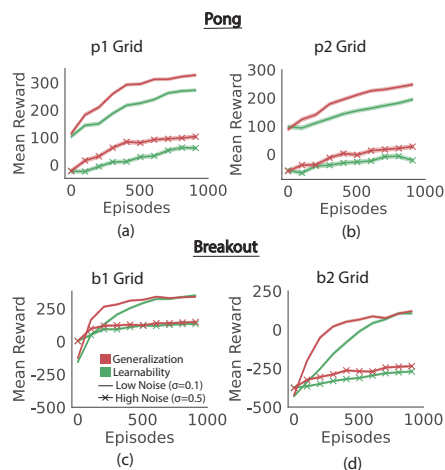 Pong
p1 Grid
p2 Grid
Mean Reward
300
200
100
0
0
500
1000
Episodes
(a)
Mean Reward
300
200
100
0
0
500
1000
Episodes
(b)
Breakout
b1 Grid
b2 Grid
Mean Reward
250
0
-250
-500
Generalization
Learnability
Low Noise (σ=0.1)
High Noise (σ=0.5)
0
500
1000
Episodes
(c)
250
0
-250
-500
0
500
1000
Episodes
(d)